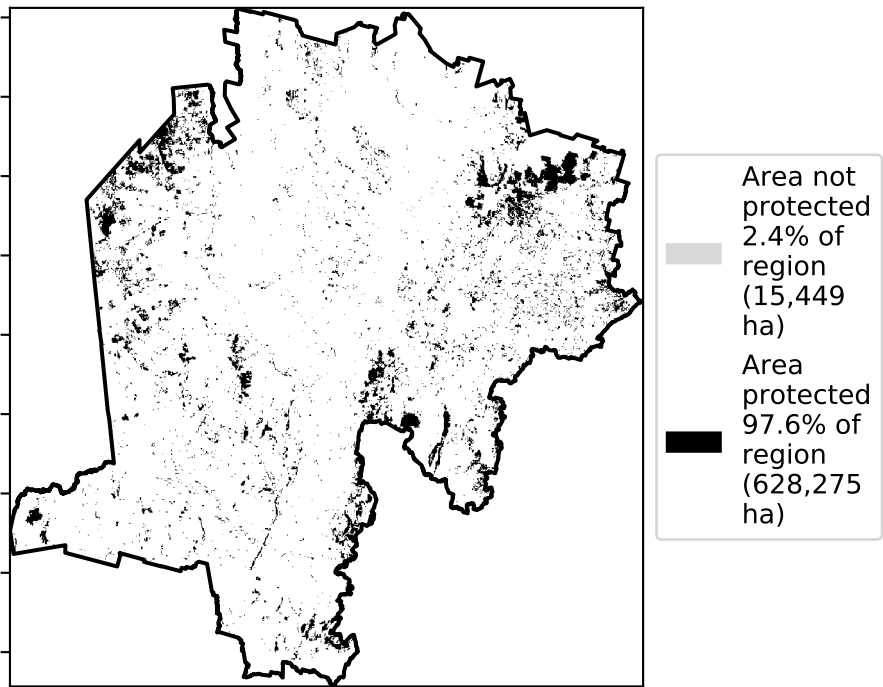 Area not
protected
2.4% of
region
(15,449
ha)
Area
protected
97.6% of
region
(628,275
ha)